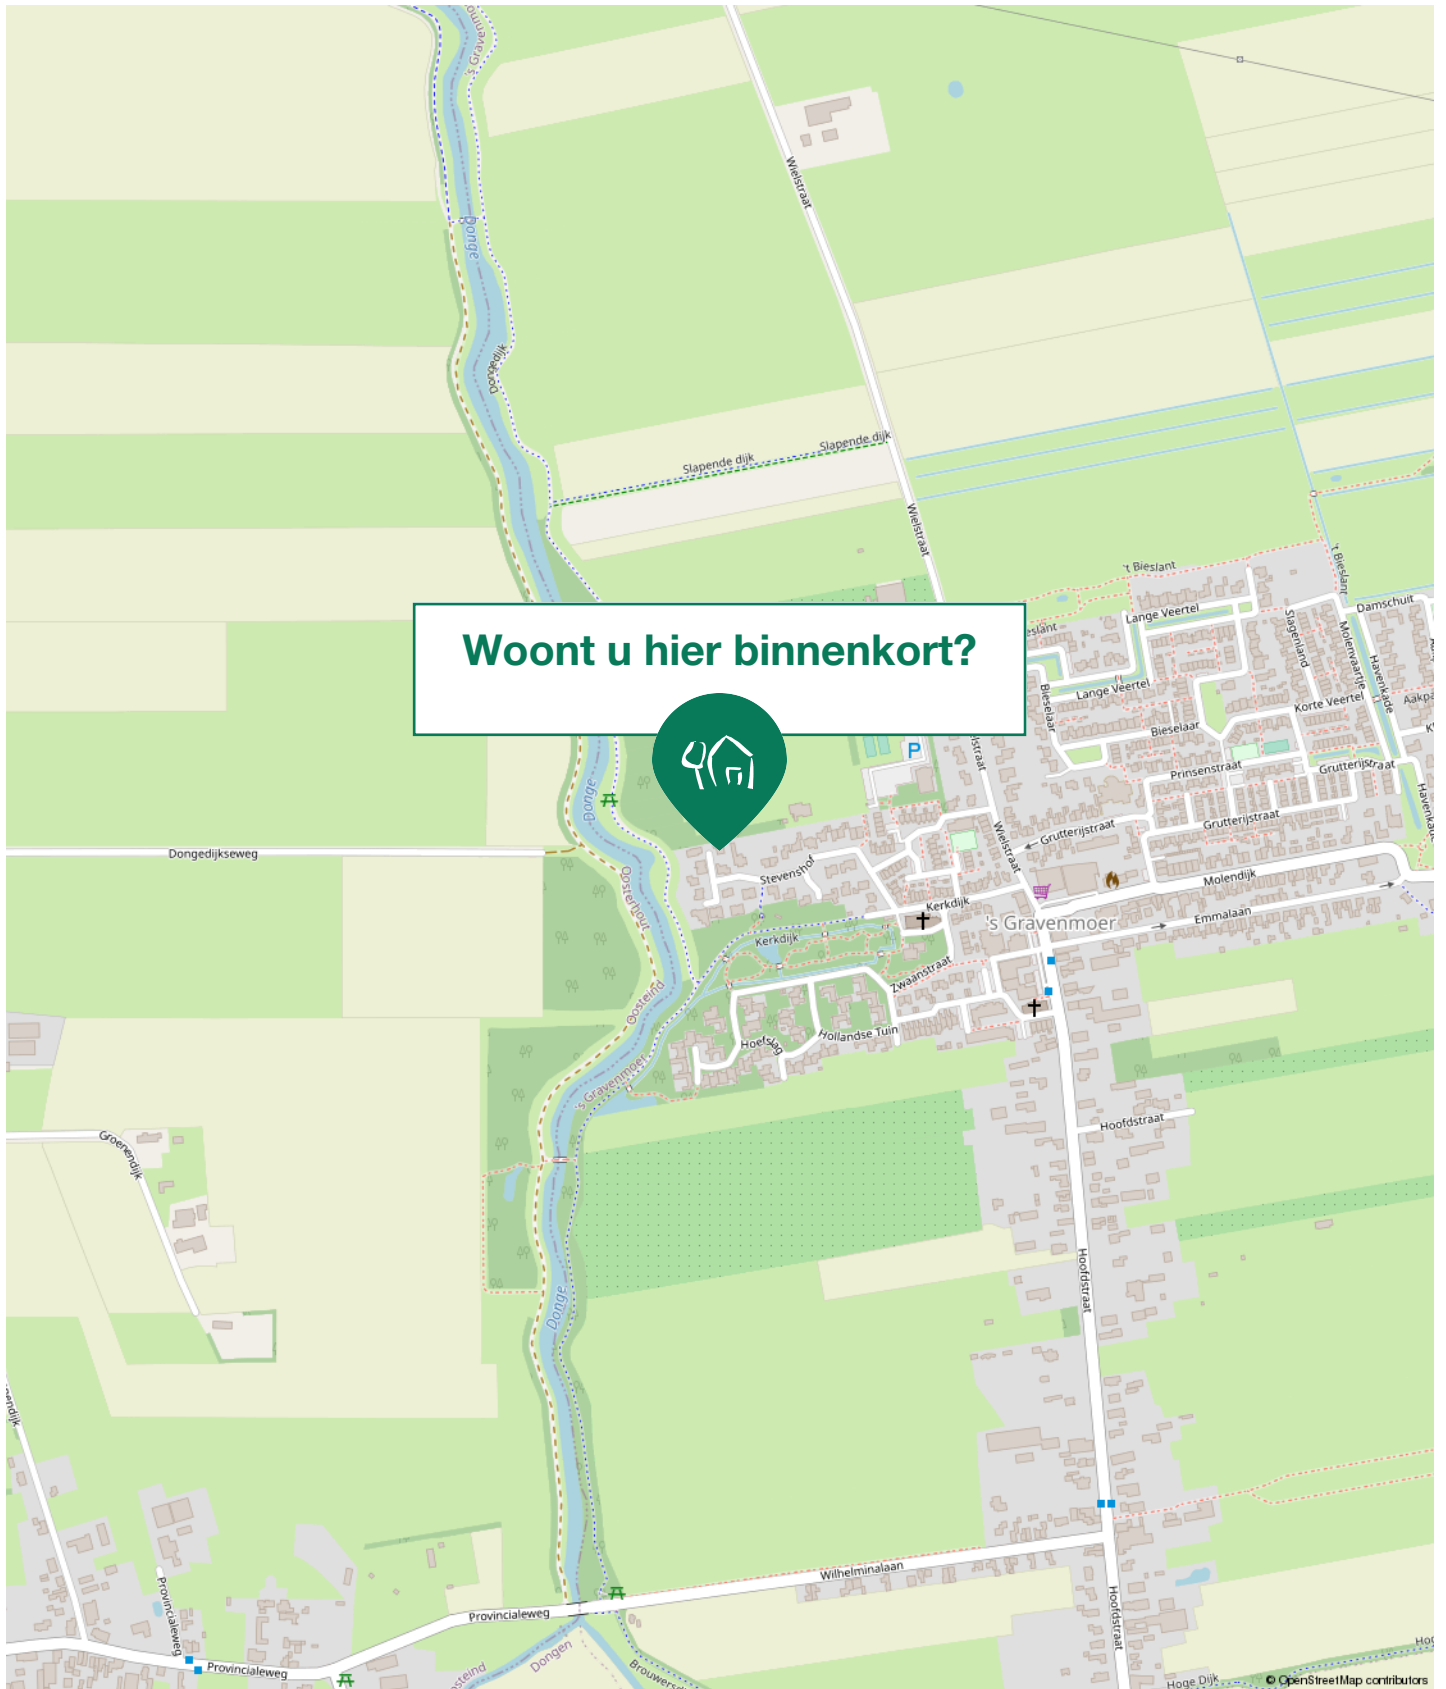 's Gravenmoer
Wielstraat
Donge
Dongedijk
Slapende dijk
Slapende dijk
Wielstraat
't Bieslant
't Bieslant
Lange Veertel
Damschuit
Slagenland
Molenvaartje
Havenkade
Woont u hier binnenkort?
Lange Veertel
Bieselaar
Korte Veertel
Bieselaar
P
Prinsenstraat
Grutterijstraat
Donge
Grutterijstraat
Grutterijstraat
Wielstraat
Havenkade
Dongedijkseweg
Stevenshof
Molendijk
Oosterhout
Kerkdijk
Emmalaan
's Gravenmoer
Kerkdijk
Zwaanstraat
Oosteind
Hollandse Tuin
Hoefslag
's Gravenmoer
Hoofdstraat
Groenendijk
Hoofdstraat
Donge
Wilhelminalaan
Provincialeweg
Provincialeweg
Hoofdstraat
Provincialeweg
Dongen
Hoge Dijk
© OpenStreetMap contributors